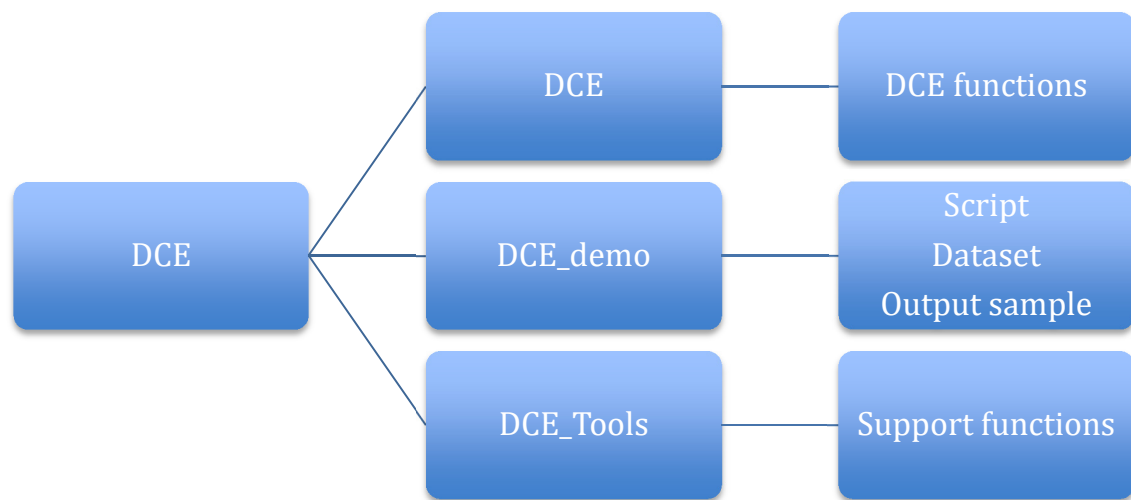 DCE
DCE
DCE functions
DCE_demo
Script
Dataset
Output sample
DCE_Tools
Support functions